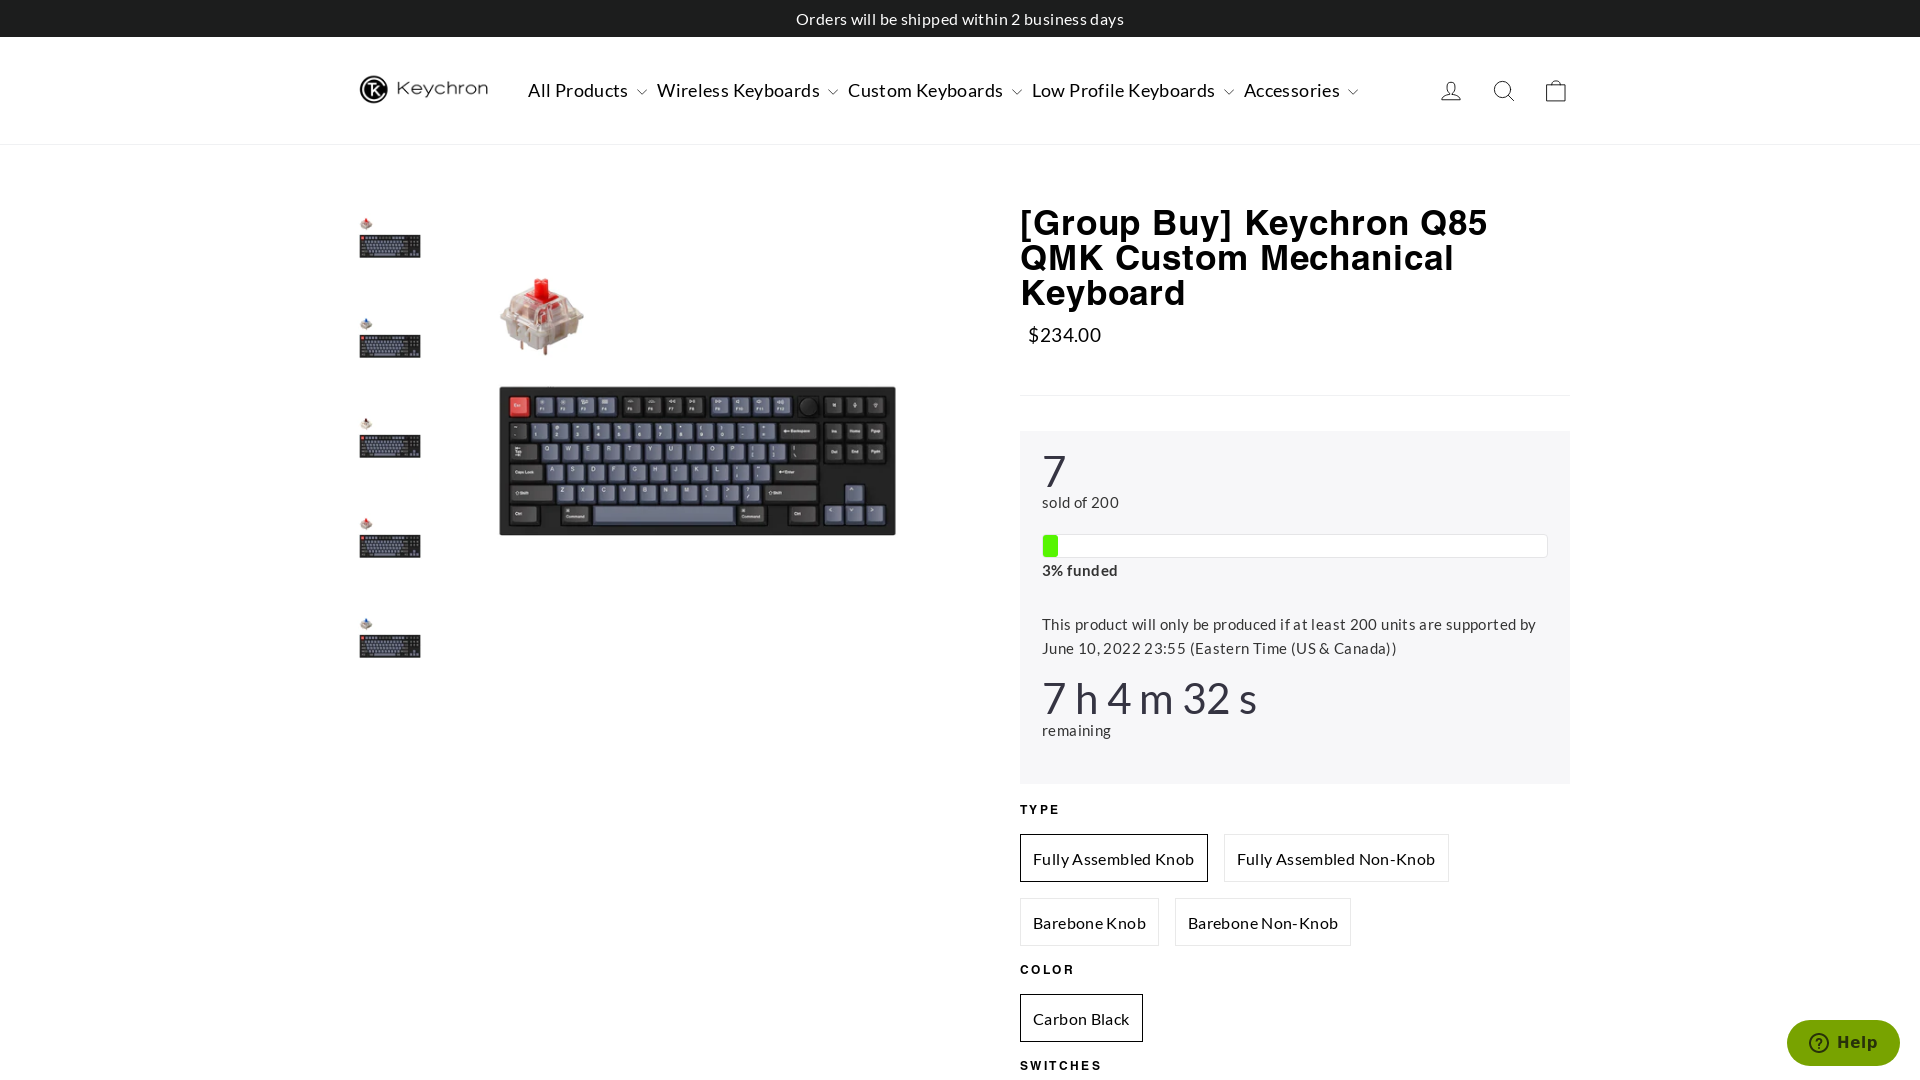 Orders will be shipped within 2 business days
Keychron
All Products
Wireless Keyboards
Custom Keyboards
Low Profile Keyboards
Accessories
[Group Buy] Keychron Q85
QMK Custom Mechanical
Keyboard
$234.00
7
sold of 200
3% funded
This product will only be produced if at least 200 units are supported by
June 10, 2022 23:55 (Eastern Time (US & Canada))
7 h 4 m 32 s
remaining
TYPE
Fully Assembled Knob
Fully Assembled Non-Knob
Barebone Knob
Barebone Non-Knob
COLOR
Carbon Black
SWITCHES
Help